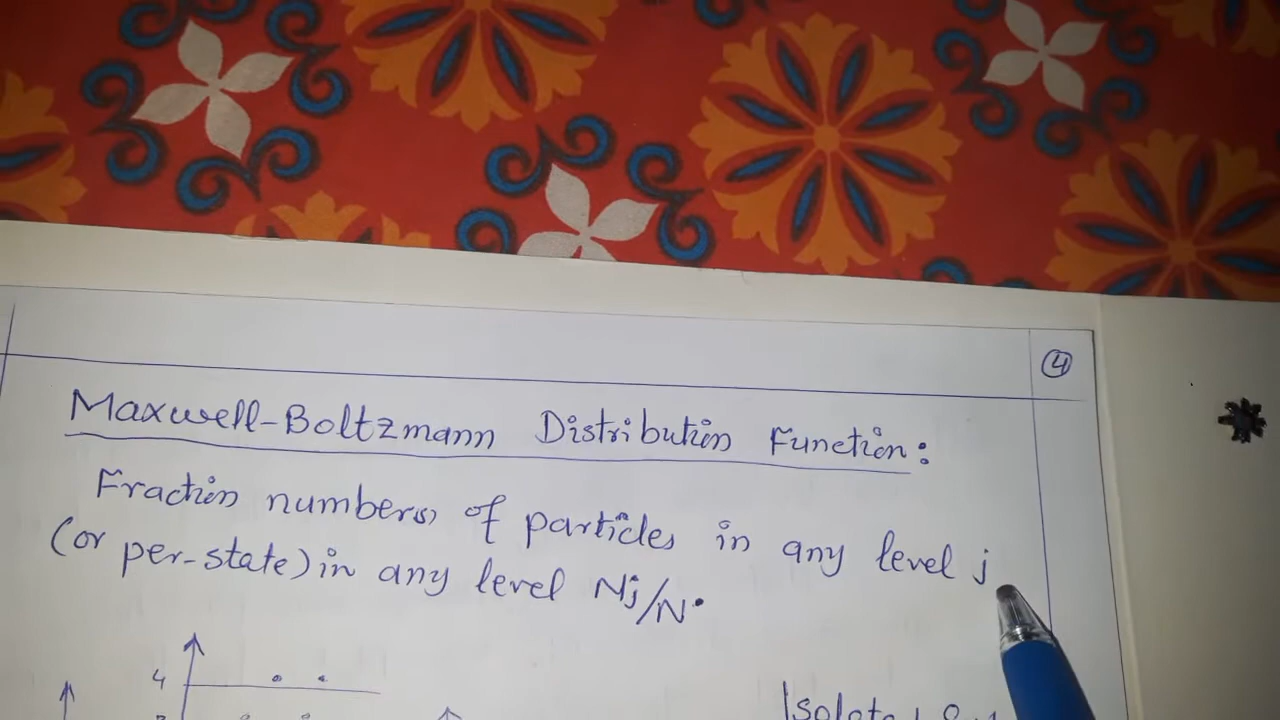 ④
Maxwell-Boltzmann Distribution Function:
Fraction numbers of particles in any level j
(or per-state) in any level Nj/N.
4